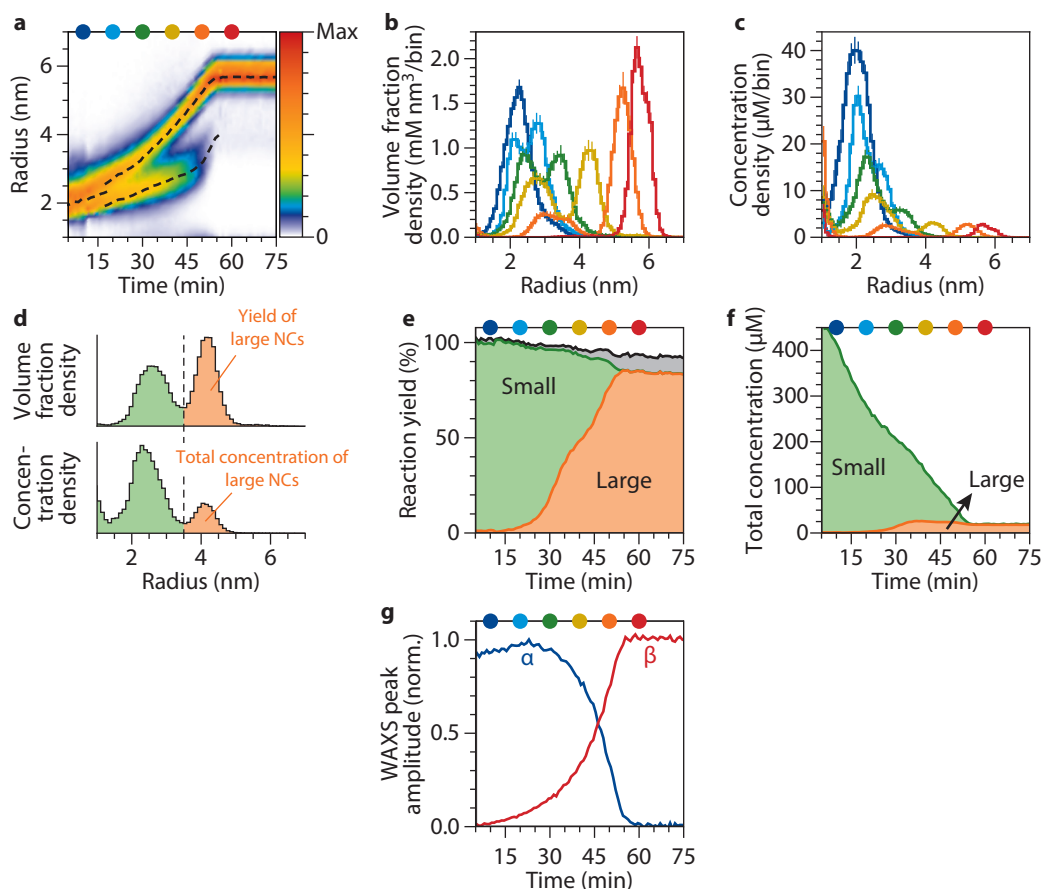 a
Max
0
Radius (nm)
6
4
2
15 30 45 60 75
Time (min)
b
Volume fraction
density (mM nm³/bin)
2.0
1.5
1.0
0.5
0.0
2 4 6
Radius (nm)
c
Concentration
density (µM/bin)
40
30
20
10
0
2 4 6
Radius (nm)
d
Yield of
large NCs
Volume
fraction
density
Total concentration of
large NCs
Concen-
tration
density
2 4 6
Radius (nm)
e
Reaction yield (%)
100
50
0
Small
Large
15 30 45 60 75
Time (min)
f
Total concentration (µM)
400
300
200
100
0
Small
Large
15 30 45 60 75
Time (min)
g
WAXS peak
amplitude (norm.)
1.0
0.5
0.0
α
β
15 30 45 60 75
Time (min)